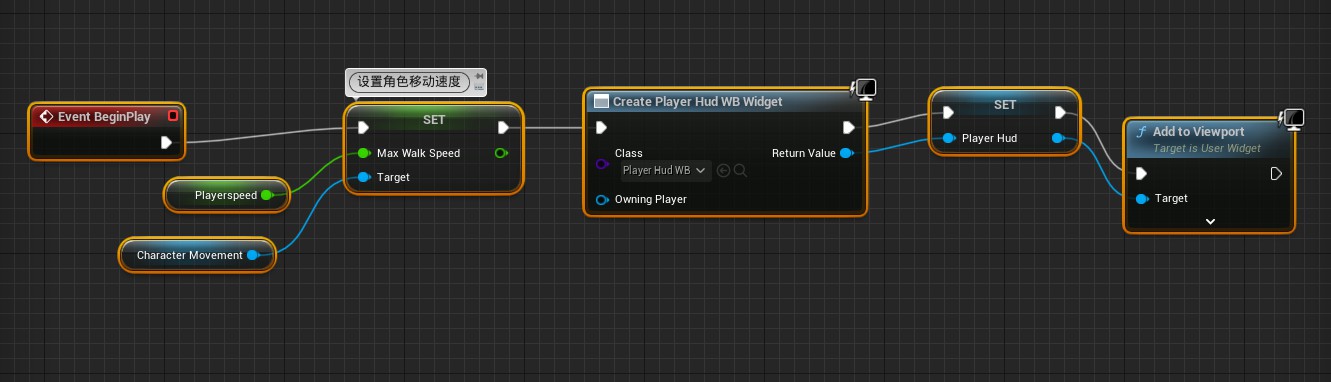 设置角色移动速度
Event BeginPlay
SET
Max Walk Speed
Target
Playerspeed
Character Movement
Create Player Hud WB Widget
Class
Player Hud WB
Return Value
Owning Player
SET
Player Hud
f Add to Viewport
Target is User Widget
Target